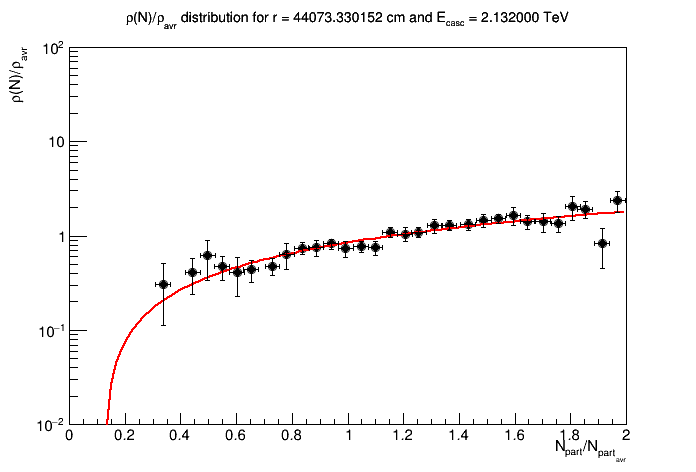 ρ(N)/ρavr distribution for r = 44073.330152 cm and Ecasc = 2.132000 TeV
ρ(N)/ρavr
10²
10
1
10⁻¹
10⁻²
0 0.2 0.4 0.6 0.8 1 1.2 1.4 1.6 1.8 2
Npart/Npartavr